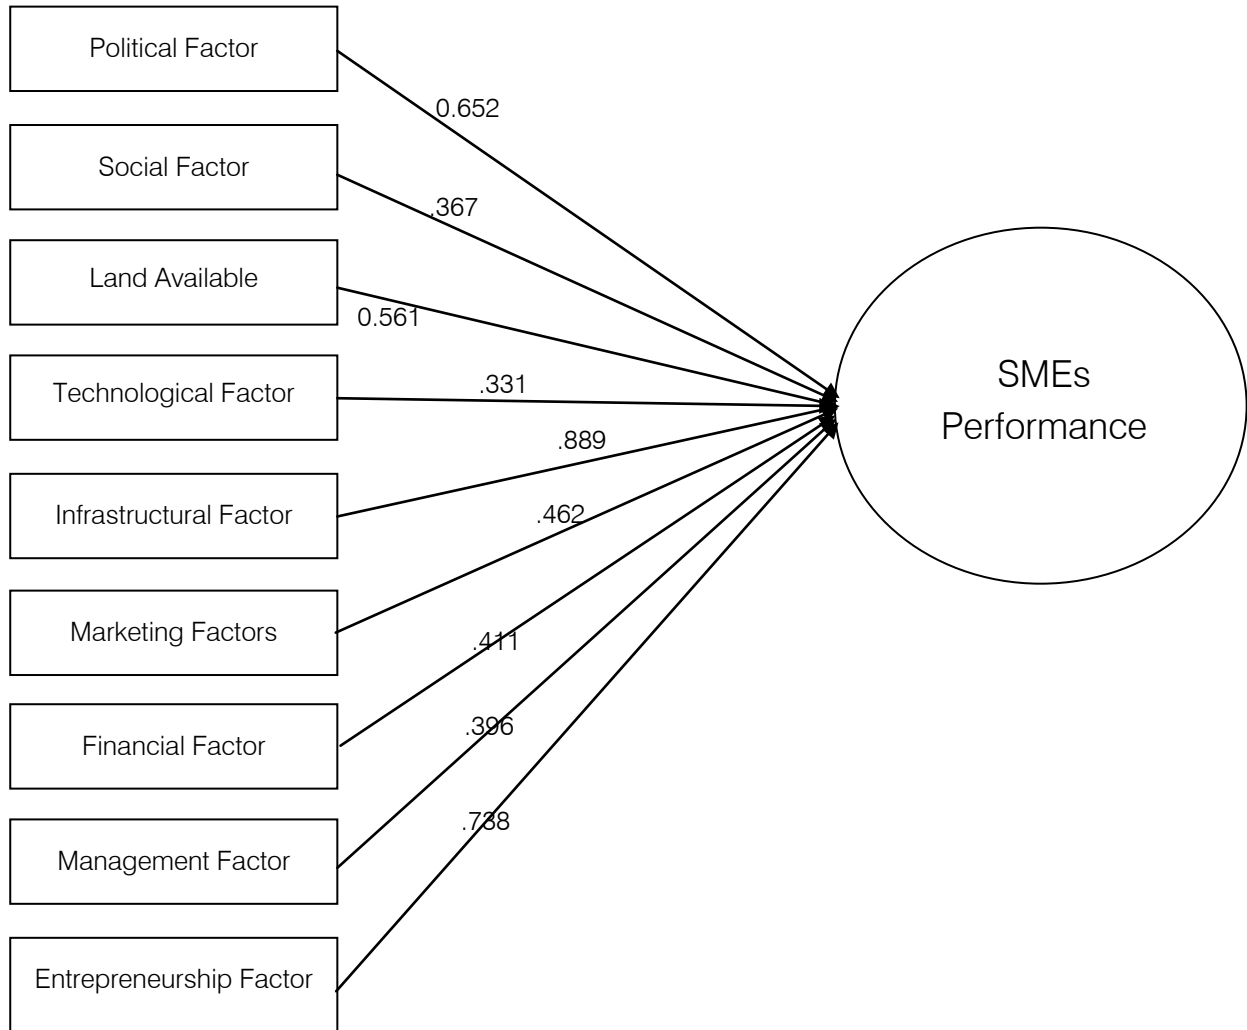 Political Factor
0.652
Social Factor
.367
Land Available
0.561
Technological Factor
.331
.889
Infrastructural Factor
.462
Marketing Factors
.411
Financial Factor
.396
Management Factor
.738
Entrepreneurship Factor
SMEs
Performance